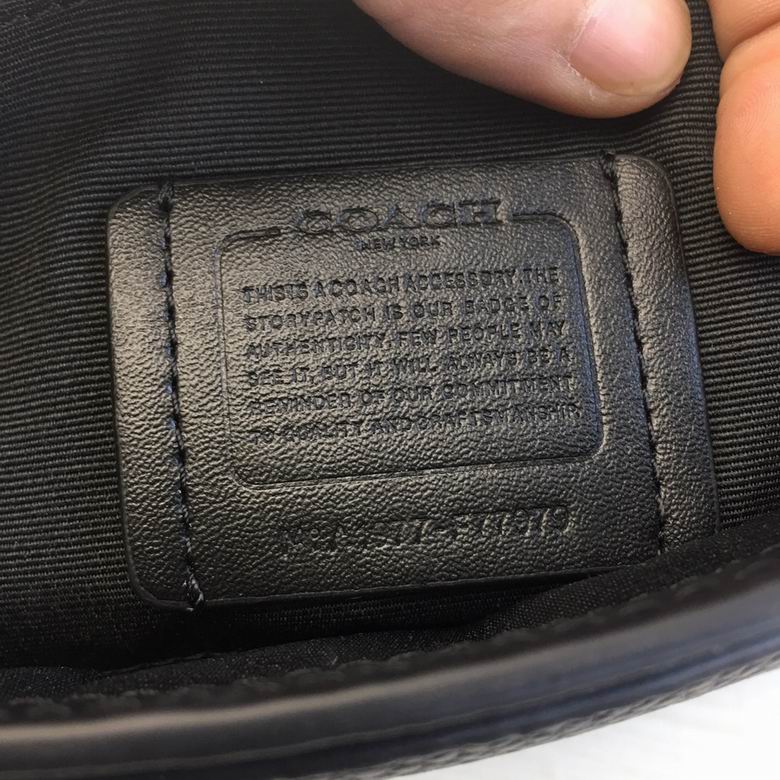 COACH
NEW YORK
THIS IS A COACH ACCESSORY. THE
STORYPATCH IS OUR BADGE OF
AUTHENTICITY. FEW PEOPLE MAY
SEE IT, BUT IT WILL ALWAYS BE A
REMINDER OF OUR COMMITMENT
TO QUALITY AND CRAFTSMANSHIP.